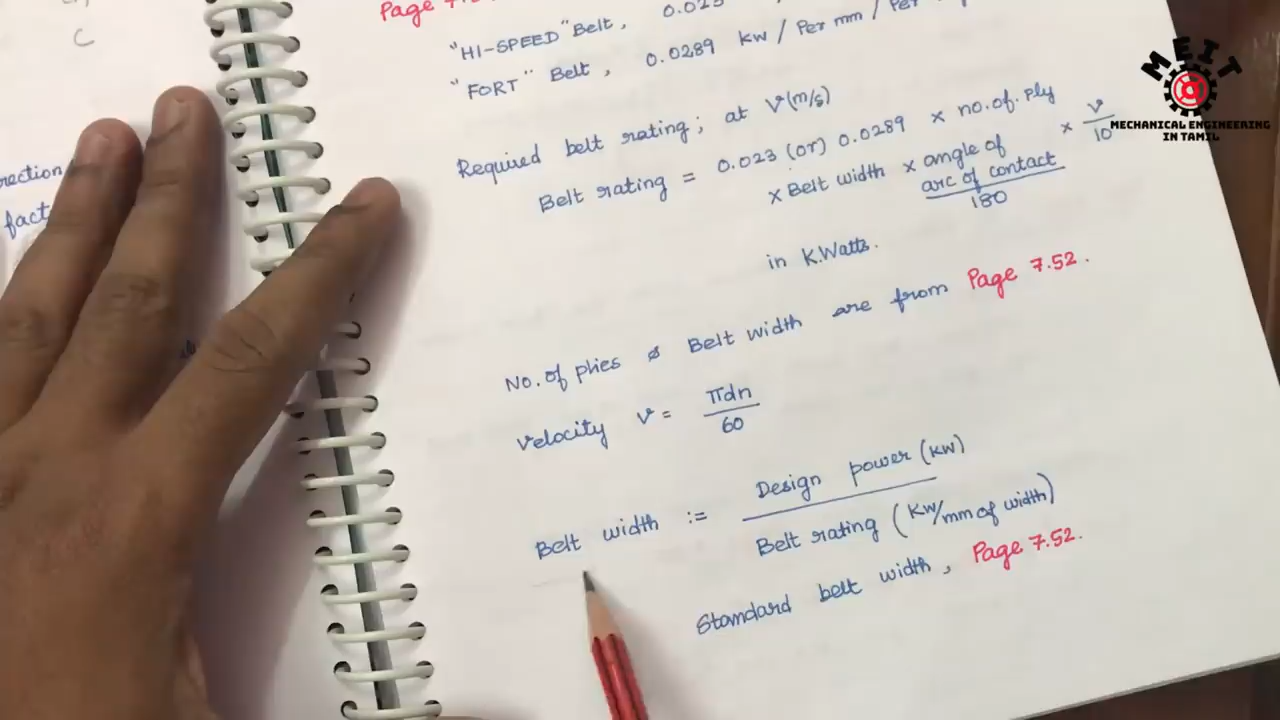 C
Page 7.
"HI-SPEED" Belt, 0.023
"FORT" Belt, 0.0289 KW / Per mm / Per
Required belt rating; at V(m/s)
Belt rating = 0.023 (or) 0.0289 × no.of.ply
× Belt width × angle of arc of contact / 180 × v / 10
in K.Watts.
No. of plies & Belt width are from Page 7.52.
Velocity v = πdn / 60
Belt width := Design power (KW) / Belt rating (KW/mm of width)
Standard belt width, Page 7.52.
rection
fact
MEIT
MECHANICAL ENGINEERING
IN TAMIL